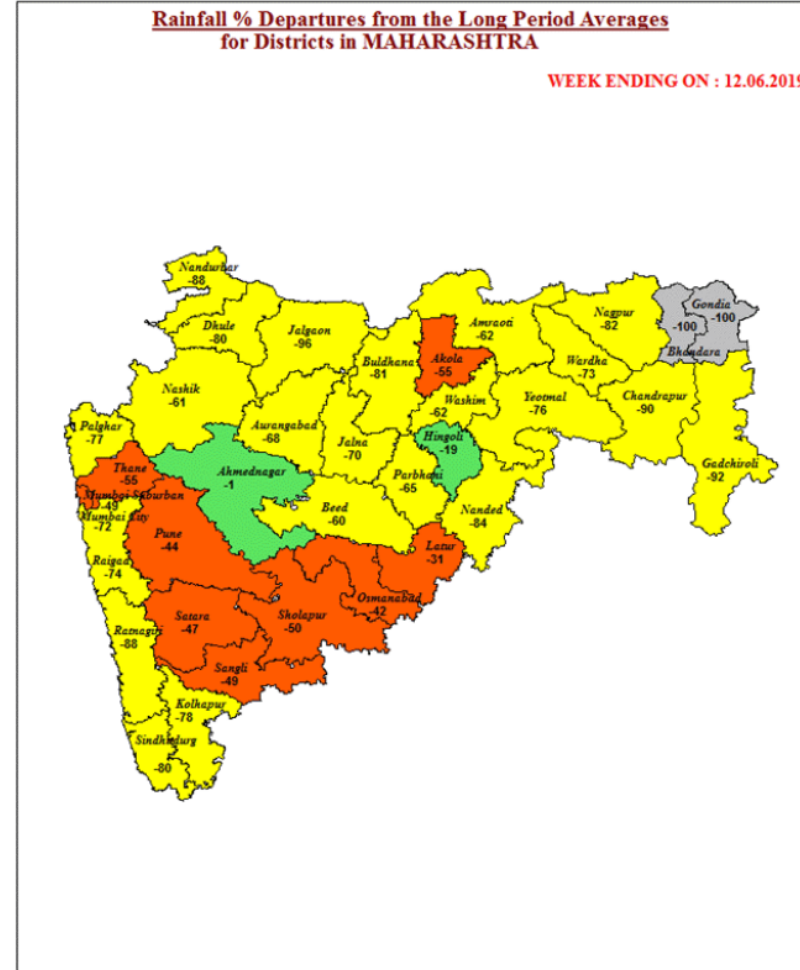 Rainfall % Departures from the Long Period Averages
for Districts in MAHARASHTRA
WEEK ENDING ON : 12.06.2019
Nandurbar
-88
Dhule
-80
Jalgaon
-96
Buldhana
-81
Akola
-55
Amraoti
-62
Nagpur
-82
Gondia
-100
-100
Bhandara
Wardha
-73
Nashik
-61
Washim
-62
Yeotmal
-76
Chandrapur
-90
Palghar
-77
Awrangabad
-68
Jalna
-70
Hingoli
-19
Gadchiroli
-92
Thane
-55
Ahmednagar
-1
Parbhani
-65
Mumbai Suburban
-49
Mumbai City
-72
Beed
-60
Nanded
-84
Pune
-44
Latur
-31
Raigad
-74
Osmanabad
-42
Satara
-47
Sholapur
-50
Ratnagiri
-88
Sangli
-49
Kolhapur
-78
Sindhudurg
-80